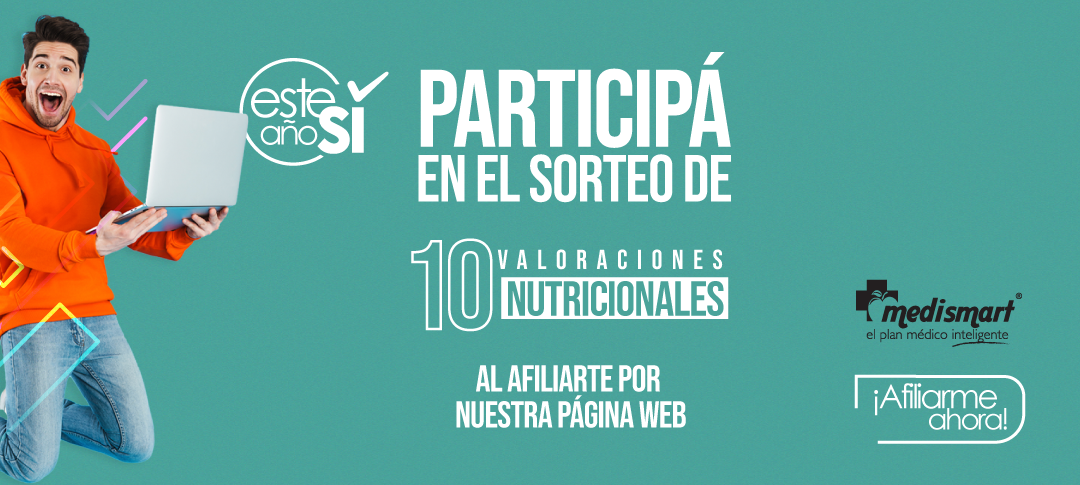 este
año SÍ
PARTICIPÁ
EN EL SORTEO DE
10 VALORACIONES
NUTRICIONALES
AL AFILIARTE POR
NUESTRA PÁGINA WEB
medismart®
el plan médico inteligente
¡Afiliarme
ahora!